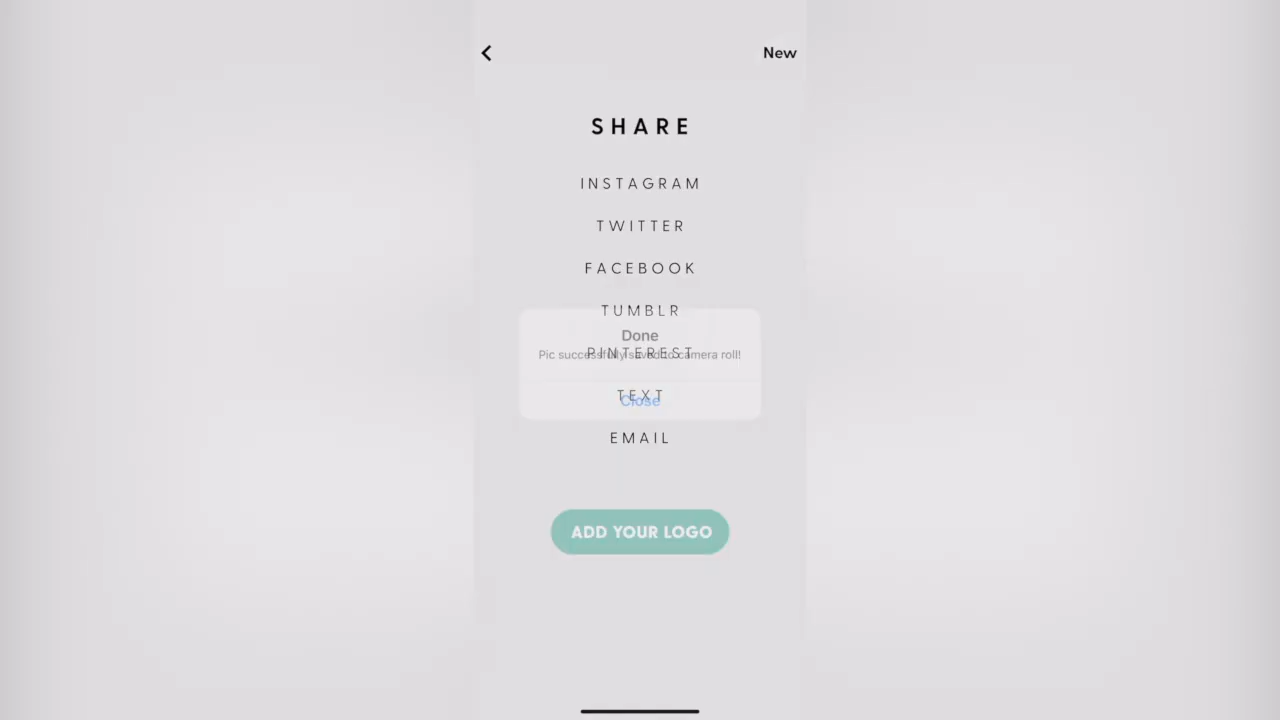 New
SHARE
INSTAGRAM
TWITTER
FACEBOOK
TUMBLR
Done
PINTEREST
Pic successfully saved to camera roll!
TEXT
Close
EMAIL
ADD YOUR LOGO